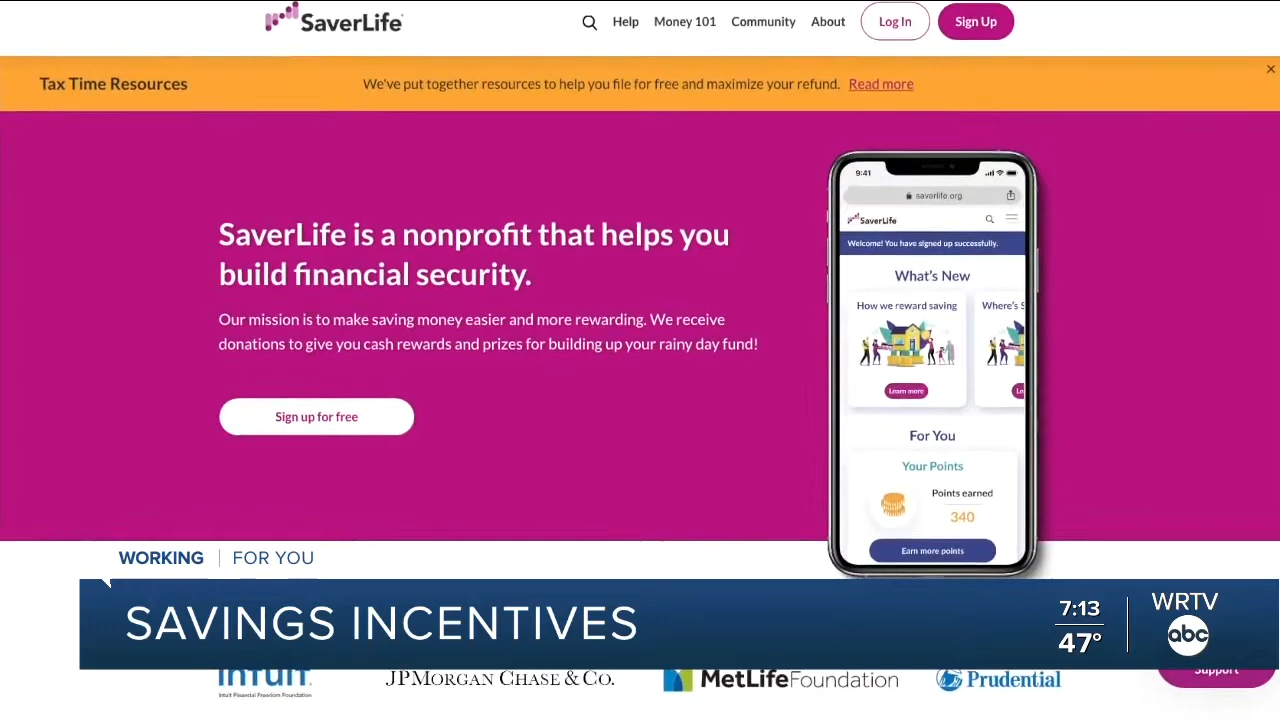 SaverLife
Help Money 101 Community About Log In Sign Up
Tax Time Resources We've put together resources to help you file for free and maximize your refund. Read more
SaverLife is a nonprofit that helps you
build financial security.
Our mission is to make saving money easier and more rewarding. We receive
donations to give you cash rewards and prizes for building up your rainy day fund!
Sign up for free
9:41
saverlife.org
SaverLife
Welcome! You have signed up successfully.
What's New
How we reward saving Where's S
Learn more Le
For You
Your Points
Points earned
340
Earn more points
WORKING FOR YOU
SAVINGS INCENTIVES
7:13
47°
WRTV
abc
intuit
Intuit Financial Freedom Foundation
JPMORGAN CHASE & CO.
MetLife Foundation
Prudential
Support